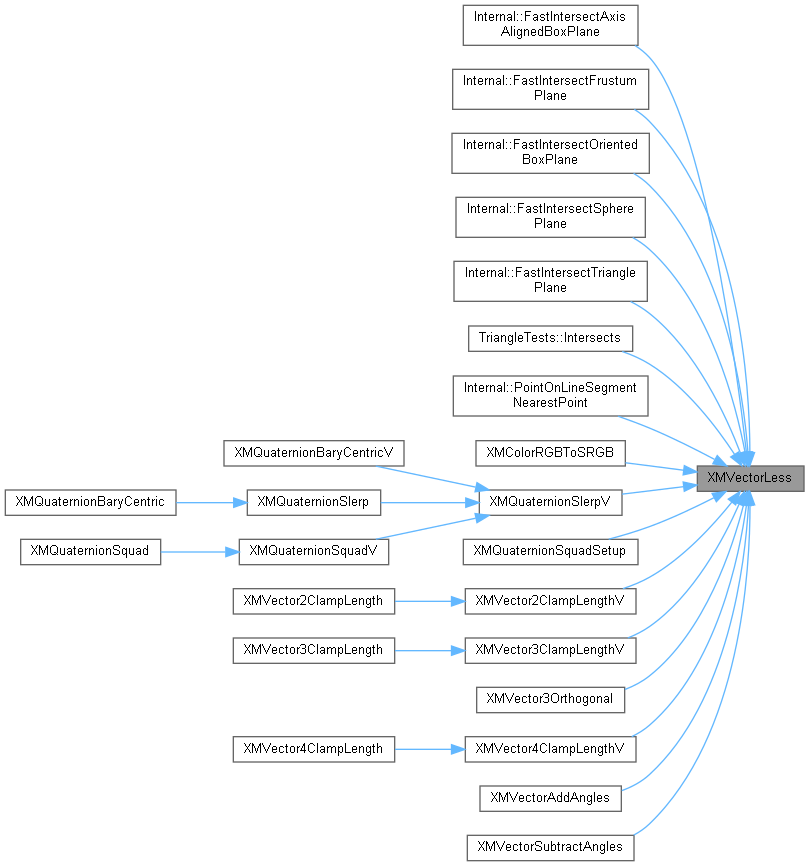 Internal::FastIntersectAxis
AlignedBoxPlane
Internal::FastIntersectFrustum
Plane
Internal::FastIntersectOriented
BoxPlane
Internal::FastIntersectSphere
Plane
Internal::FastIntersectTriangle
Plane
TriangleTests::Intersects
Internal::PointOnLineSegment
NearestPoint
XMQuaternionBaryCentricV
XMColorRGBToSRGB
XMVectorLess
XMQuaternionBaryCentric
XMQuaternionSlerp
XMQuaternionSlerpV
XMQuaternionSquad
XMQuaternionSquadV
XMQuaternionSquadSetup
XMVector2ClampLength
XMVector2ClampLengthV
XMVector3ClampLength
XMVector3ClampLengthV
XMVector3Orthogonal
XMVector4ClampLength
XMVector4ClampLengthV
XMVectorAddAngles
XMVectorSubtractAngles